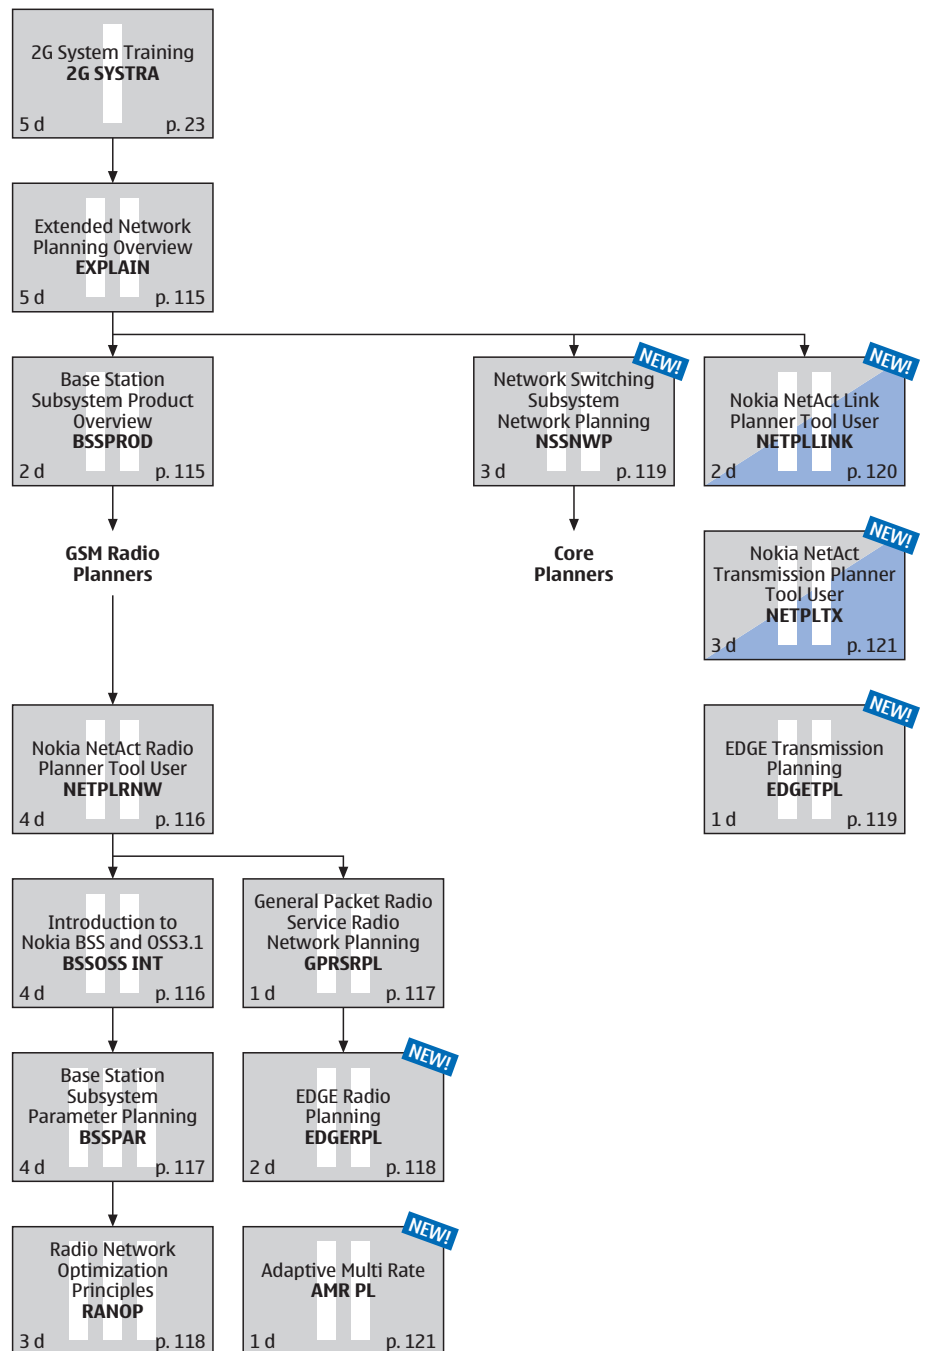 2G System Training
2G SYSTRA
5 d p. 23
Extended Network
Planning Overview
EXPLAIN
5 d p. 115
Base Station
Subsystem Product
Overview
BSSPROD
2 d p. 115
NEW!
Network Switching
Subsystem
Network Planning
NSSNWP
3 d p. 119
NEW!
Nokia NetAct Link
Planner Tool User
NETPLLINK
2 d p. 120
GSM Radio
Planners
Core
Planners
NEW!
Nokia NetAct
Transmission Planner
Tool User
NETPLTX
3 d p. 121
Nokia NetAct Radio
Planner Tool User
NETPLRNW
4 d p. 116
NEW!
EDGE Transmission
Planning
EDGETPL
1 d p. 119
Introduction to
Nokia BSS and OSS3.1
BSSOSS INT
4 d p. 116
General Packet Radio
Service Radio
Network Planning
GPRSRPL
1 d p. 117
Base Station
Subsystem
Parameter Planning
BSSPAR
4 d p. 117
NEW!
EDGE Radio
Planning
EDGERPL
2 d p. 118
Radio Network
Optimization
Principles
RANOP
3 d p. 118
NEW!
Adaptive Multi Rate
AMR PL
1 d p. 121